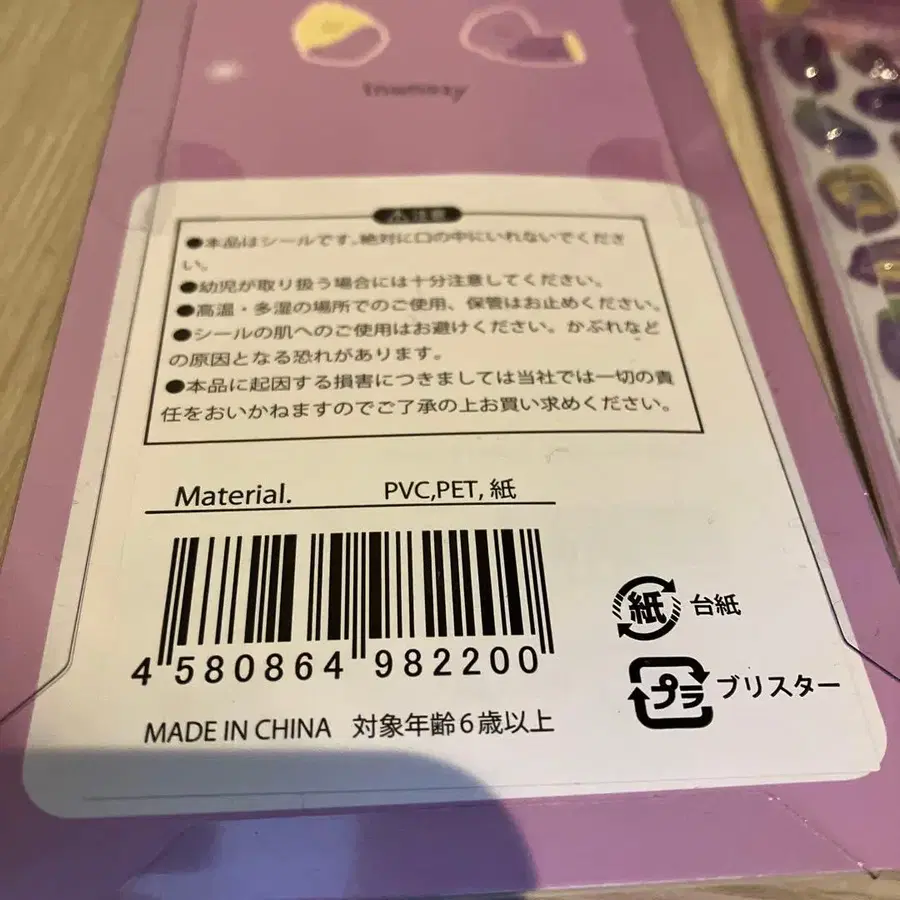 ⚠注意
●本品はシールです。絶対に口の中にいれないでくださ
い。
●幼児が取り扱う場合には十分注意してください。
●高温・多湿の場所でのご使用、保管はお止めください。
●シールの肌へのご使用はお避けください。かぶれなど
の原因となる恐れがあります。
●本品に起因する損害につきましては当社では一切の責
任をおいかねますのでご了承の上お買い求めください。
Material. PVC,PET, 紙
4 580864 982200
紙 台紙
プラ ブリスター
MADE IN CHINA 対象年齢6歳以上